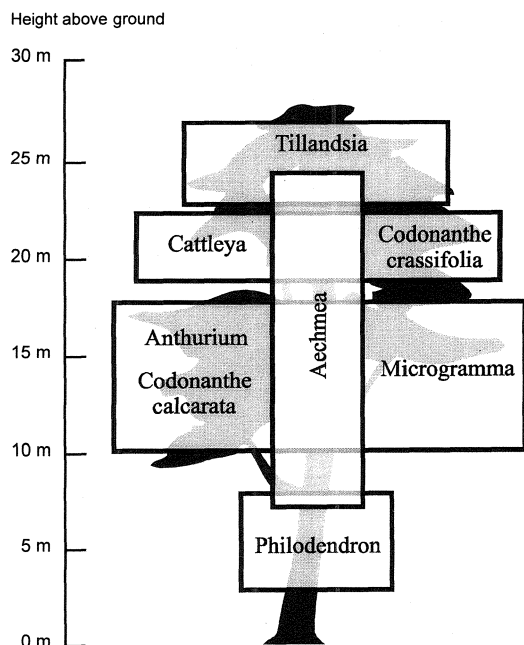 Height above ground
30 m
Tillandsia
25 m
Cattleya
Codonanthe
crassifolia
20 m
Aechmea
Anthurium
15 m
Microgramma
Codonanthe
calcarata
10 m
Philodendron
5 m
0 m